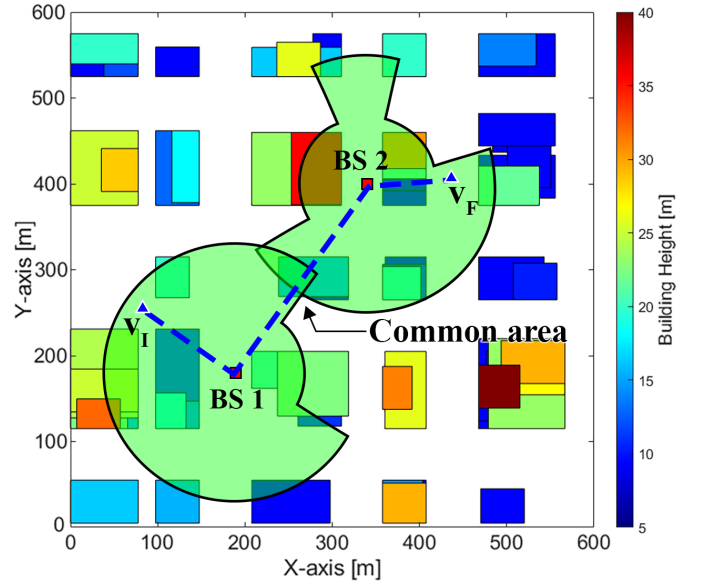 600
500
400
300
200
100
0
0
100
200
300
400
500
600
X-axis [m]
Y-axis [m]
BS 2
v_F
v_I
BS 1
Common area
40
35
30
25
20
15
10
5
Building Height [m]